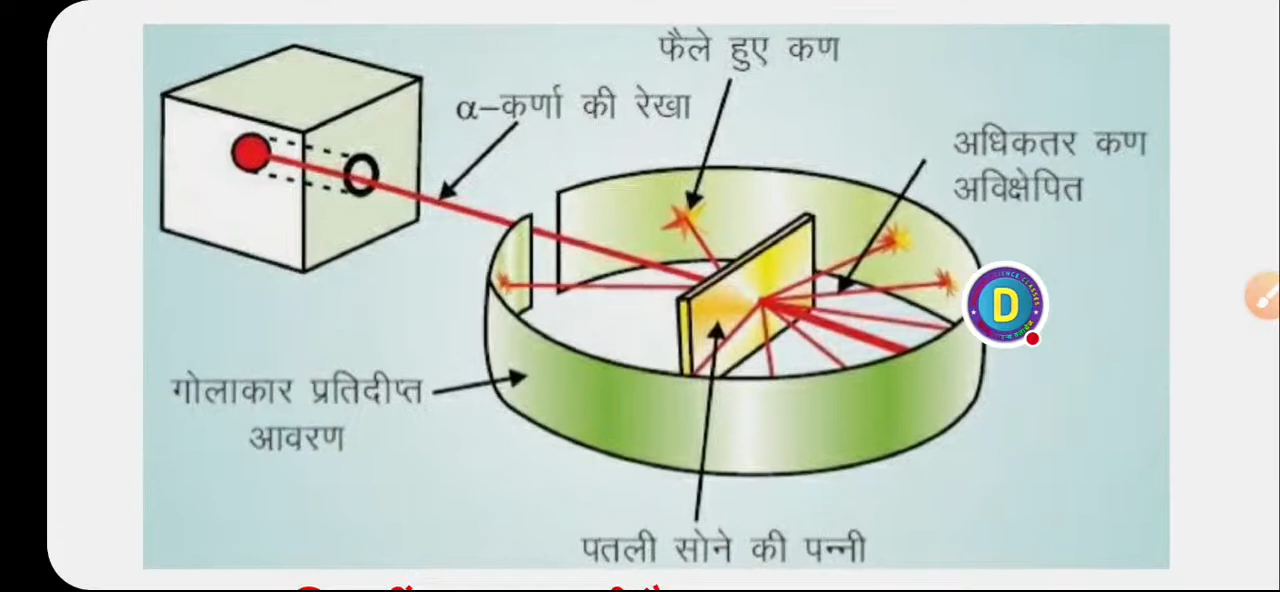 फैले हुए कण
α–कर्णा की रेखा
अधिकतर कण
अविक्षेपित
गोलाकार प्रतिदीप्त
आवरण
पतली सोने की पन्नी
D